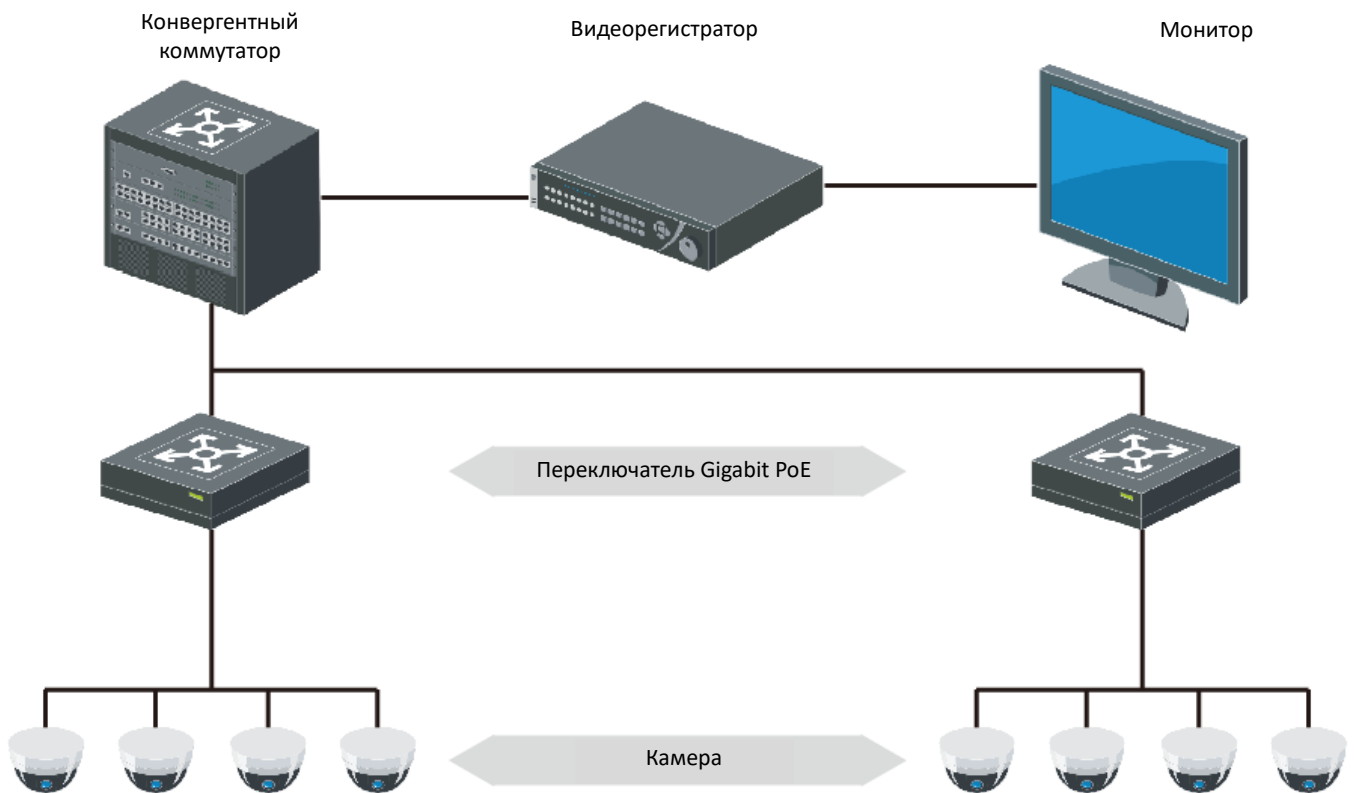 Конвергентный
коммутатор
Видеорегистратор
Монитор
Переключатель Gigabit PoE
Камера